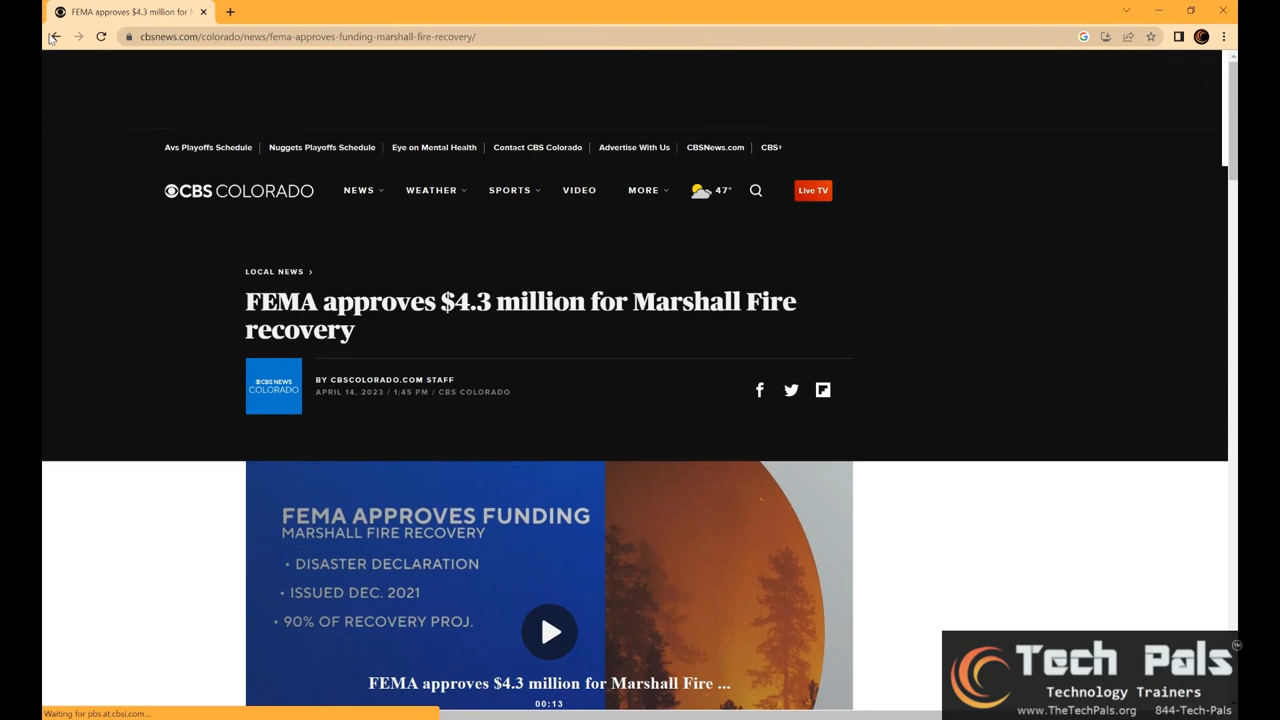 FEMA approves $4.3 million for M
cbsnews.com/colorado/news/fema-approves-funding-marshall-fire-recovery/
Avs Playoffs Schedule
Nuggets Playoffs Schedule
Eye on Mental Health
Contact CBS Colorado
Advertise With Us
CBSNews.com
CBS+
CBS COLORADO
NEWS
WEATHER
SPORTS
VIDEO
MORE
47°
Live TV
LOCAL NEWS
FEMA approves $4.3 million for Marshall Fire
recovery
CBS NEWS
COLORADO
BY CBSCOLORADO.COM STAFF
APRIL 14, 2023 / 1:45 PM / CBS COLORADO
FEMA APPROVES FUNDING
MARSHALL FIRE RECOVERY
• DISASTER DECLARATION
• ISSUED DEC. 2021
• 90% OF RECOVERY PROJ.
FEMA approves $4.3 million for Marshall Fire ...
00:13
Tech Pals™
Technology Trainers
www.TheTechPals.org 844-Tech-Pals
Waiting for pbs.at.cbsi.com...